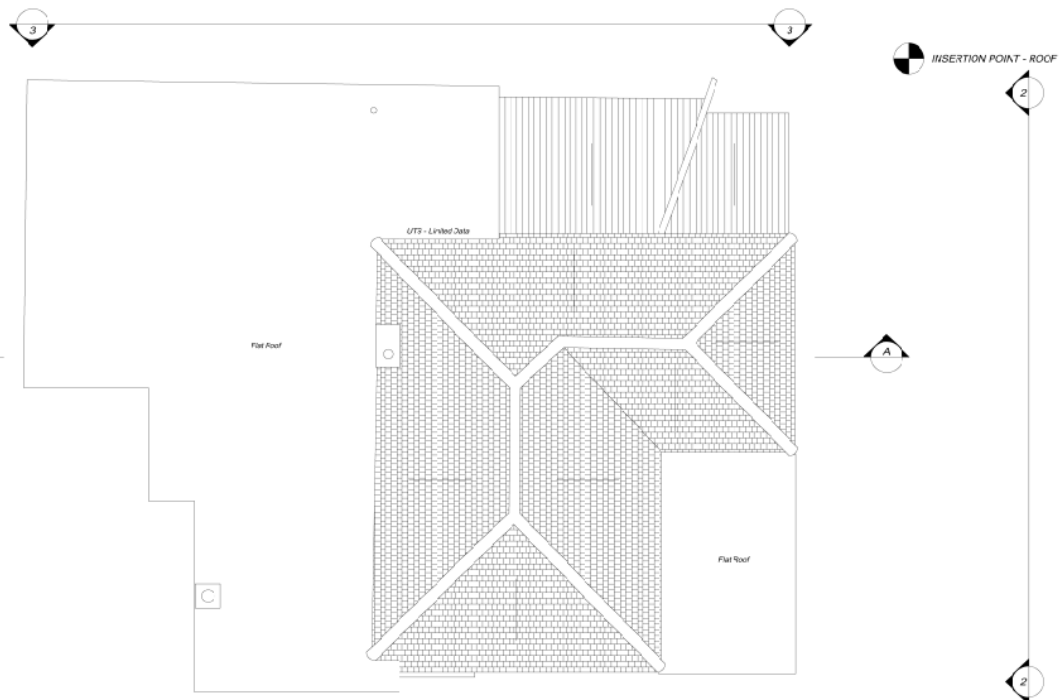 3
3
INSERTION POINT - ROOF
2
UTS - Limited Data
Flat Roof
A
Flat Roof
C
2